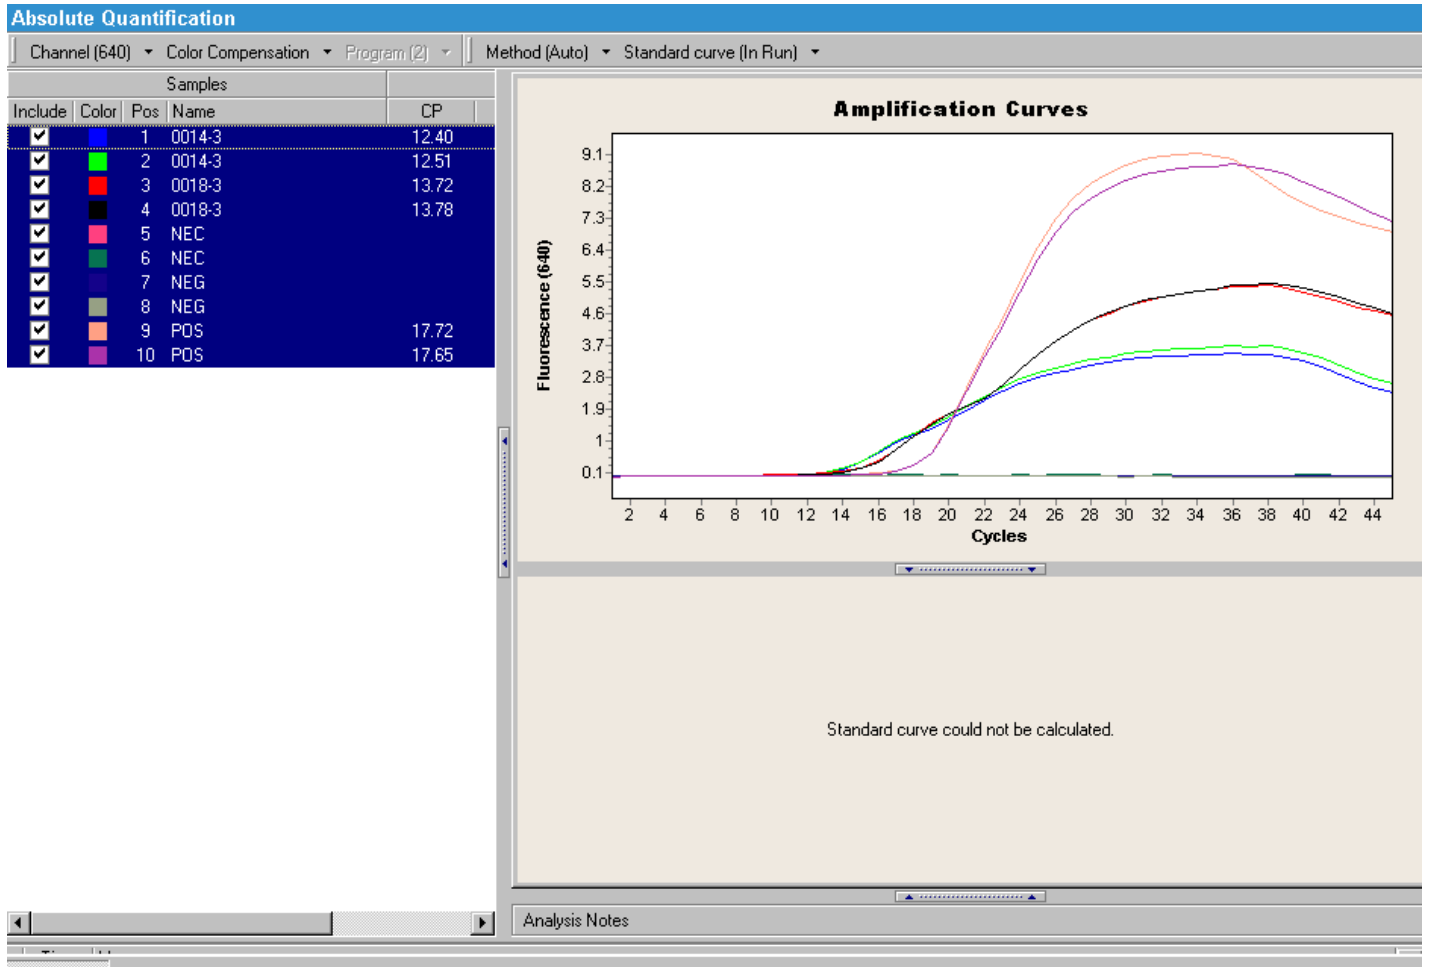 Absolute Quantification
Channel (640) Color Compensation Program (2) Method (Auto) Standard curve (In Run)
Samples
Include Color Pos Name CP
1 0014-3 12.40
2 0014-3 12.51
3 0018-3 13.72
4 0018-3 13.78
5 NEC
6 NEC
7 NEG
8 NEG
9 POS 17.72
10 POS 17.65
Amplification Curves
Fluorescence (640)
9.1
8.2
7.3
6.4
5.5
4.6
3.7
2.8
1.9
1
0.1
2 4 6 8 10 12 14 16 18 20 22 24 26 28 30 32 34 36 38 40 42 44
Cycles
Standard curve could not be calculated.
Analysis Notes